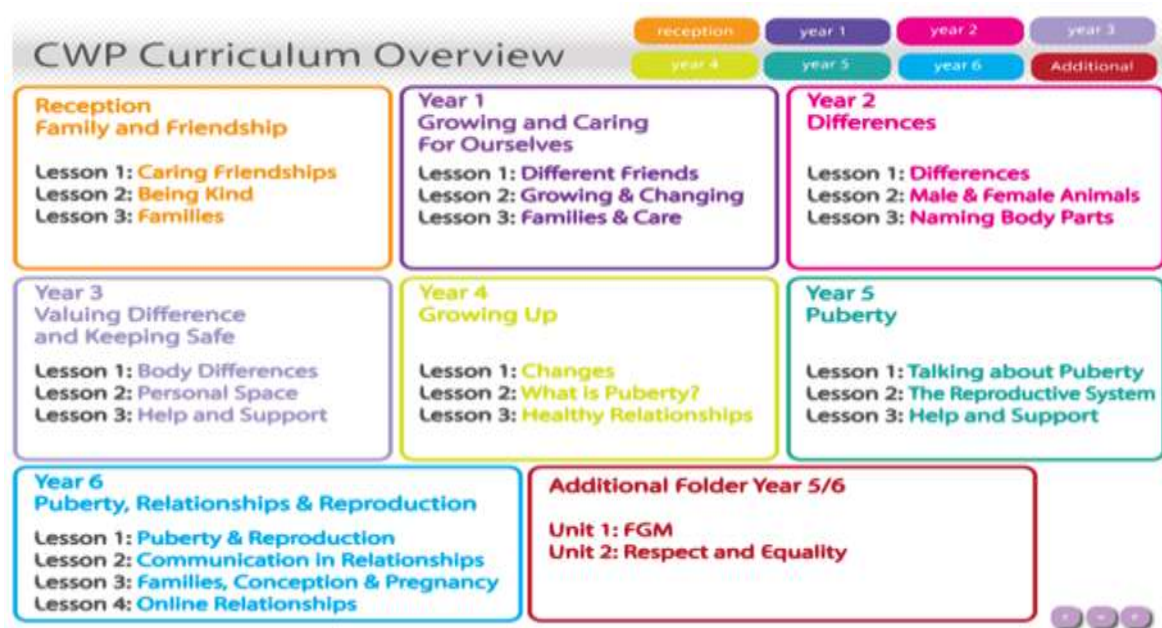 CWP Curriculum Overview
reception
year 1
year 2
year 3
year 4
year 5
year 6
Additional
Reception
Family and Friendship
Lesson 1: Caring Friendships
Lesson 2: Being Kind
Lesson 3: Families
Year 1
Growing and Caring
For Ourselves
Lesson 1: Different Friends
Lesson 2: Growing & Changing
Lesson 3: Families & Care
Year 2
Differences
Lesson 1: Differences
Lesson 2: Male & Female Animals
Lesson 3: Naming Body Parts
Year 3
Valuing Difference
and Keeping Safe
Lesson 1: Body Differences
Lesson 2: Personal Space
Lesson 3: Help and Support
Year 4
Growing Up
Lesson 1: Changes
Lesson 2: What is Puberty?
Lesson 3: Healthy Relationships
Year 5
Puberty
Lesson 1: Talking about Puberty
Lesson 2: The Reproductive System
Lesson 3: Help and Support
Year 6
Puberty, Relationships & Reproduction
Lesson 1: Puberty & Reproduction
Lesson 2: Communication in Relationships
Lesson 3: Families, Conception & Pregnancy
Lesson 4: Online Relationships
Additional Folder Year 5/6
Unit 1: FGM
Unit 2: Respect and Equality